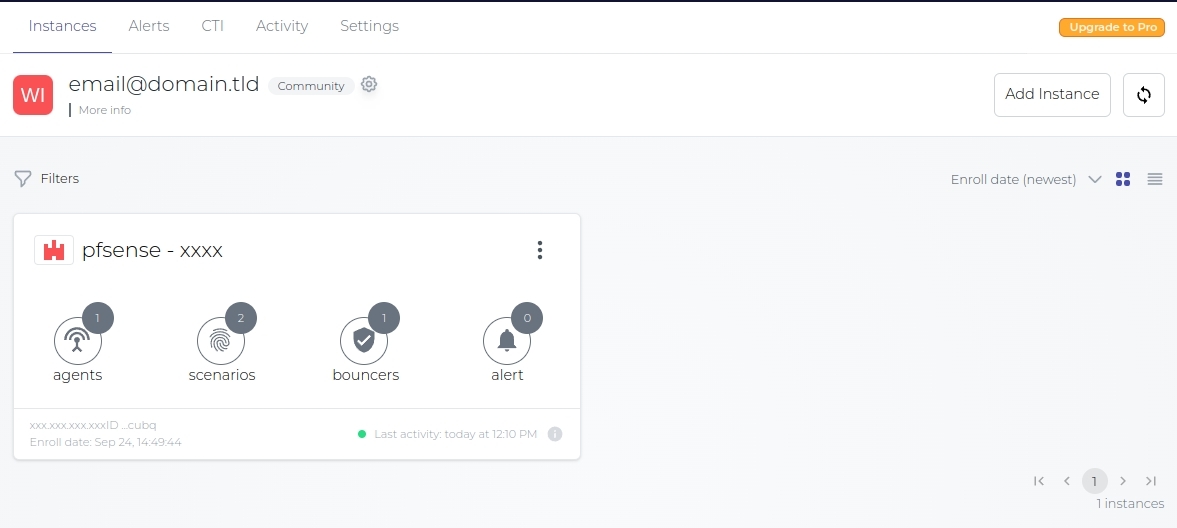 Instances Alerts CTI Activity Settings Upgrade to Pro
WI email@domain.tld Community
More info
Add Instance
Filters Enroll date (newest)
pfsense - xxxx
1 2 1 0
agents scenarios bouncers alert
xxx.xxx.xxx.xxxID ...cubq
Enroll date: Sep 24, 14:49:44 Last activity: today at 12:10 PM
1
1 instances